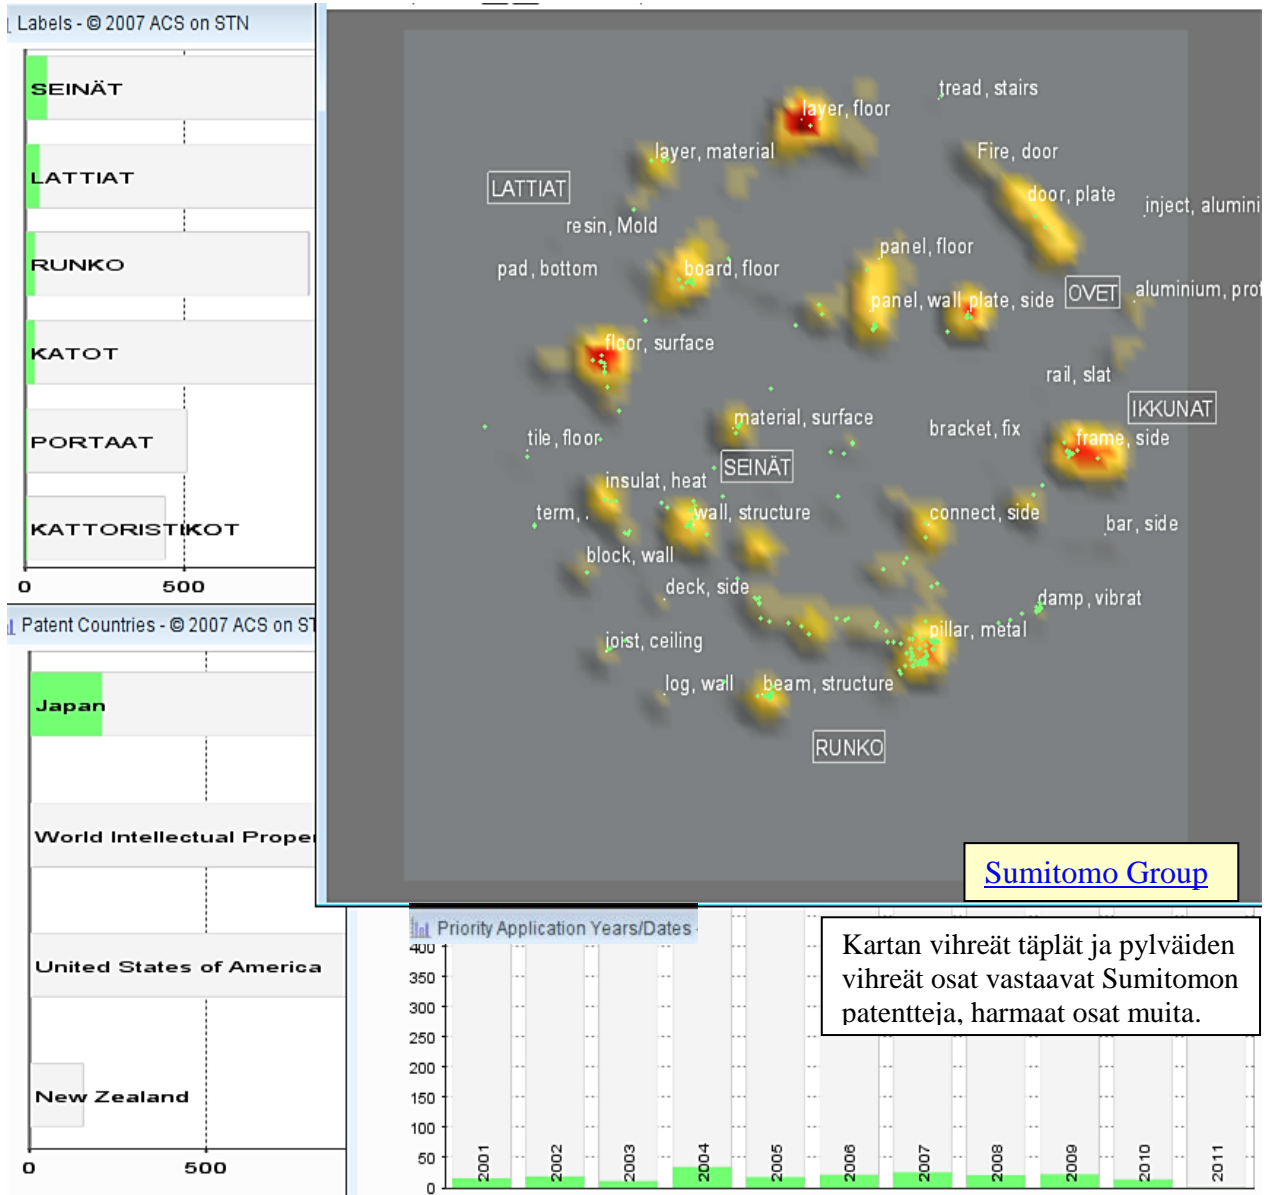 Labels - © 2007 ACS on STN
SEINÄT
LATTIAT
RUNKO
KATOT
PORTAAT
KATTORISTIKOT
0 500
Patent Countries - © 2007 ACS on ST
Japan
World Intellectual Proper
United States of America
New Zealand
0 500
tread, stairs
layer, floor
layer, material
Fire, door
LATTIAT
door, plate
inject, alumini
resin, Mold
panel, floor
pad, bottom
board, floor
OVET
aluminium, prof
panel, wall
plate, side
floor, surface
rail, slat
IKKUNAT
material, surface
bracket, fix
frame, side
tile, floor
SEINÄT
insulat, heat
term, .
wall, structure
connect, side
bar, side
block, wall
deck, side
damp, vibrat
joist, ceiling
pillar, metal
log, wall
beam, structure
RUNKO
Sumitomo Group
Priority Application Years/Dates -
400
350
300
250
200
150
100
50
0
2001 2002 2003 2004 2005 2006 2007 2008 2009 2010 2011
Kartan vihreät täplät ja pylväiden
vihreät osat vastaavat Sumitomon
patentteja, harmaat osat muita.